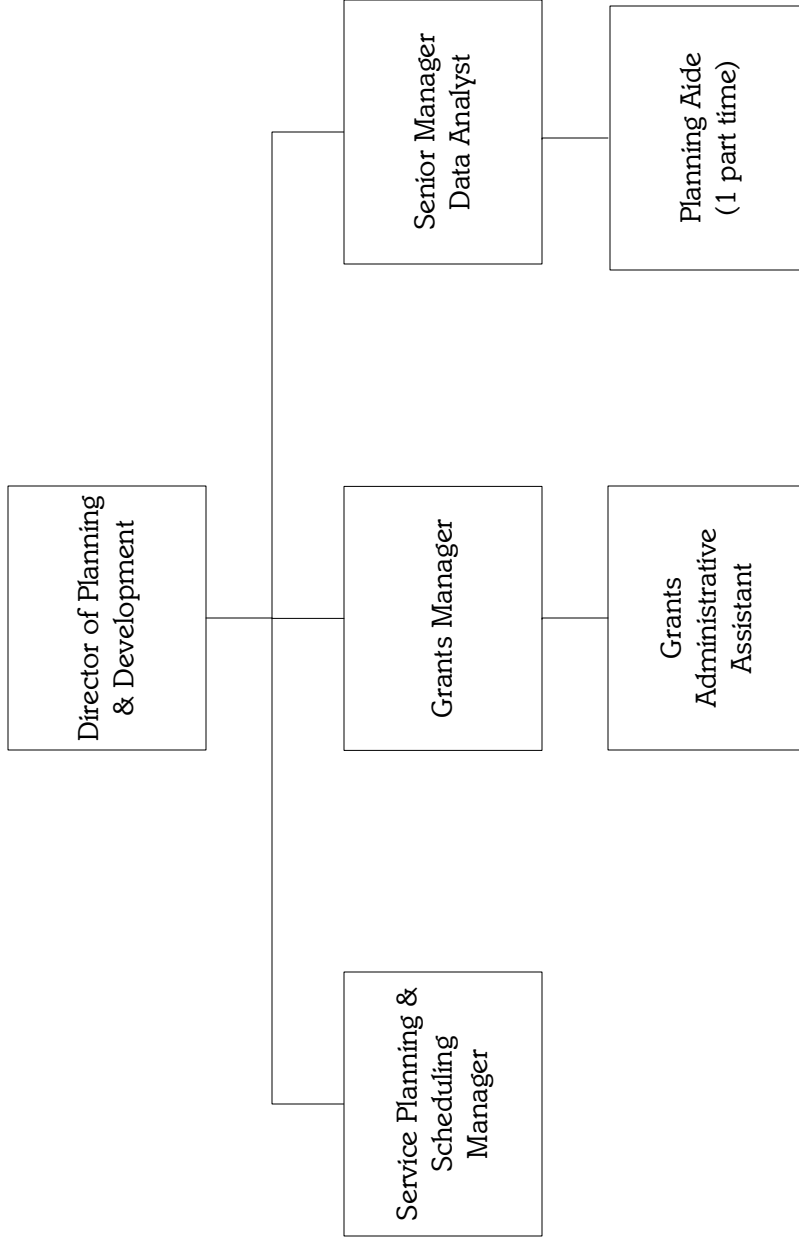 Director of Planning
& Development
Service Planning &
Scheduling
Manager
Grants Manager
Senior Manager
Data Analyst
Grants
Administrative
Assistant
Planning Aide
(1 part time)